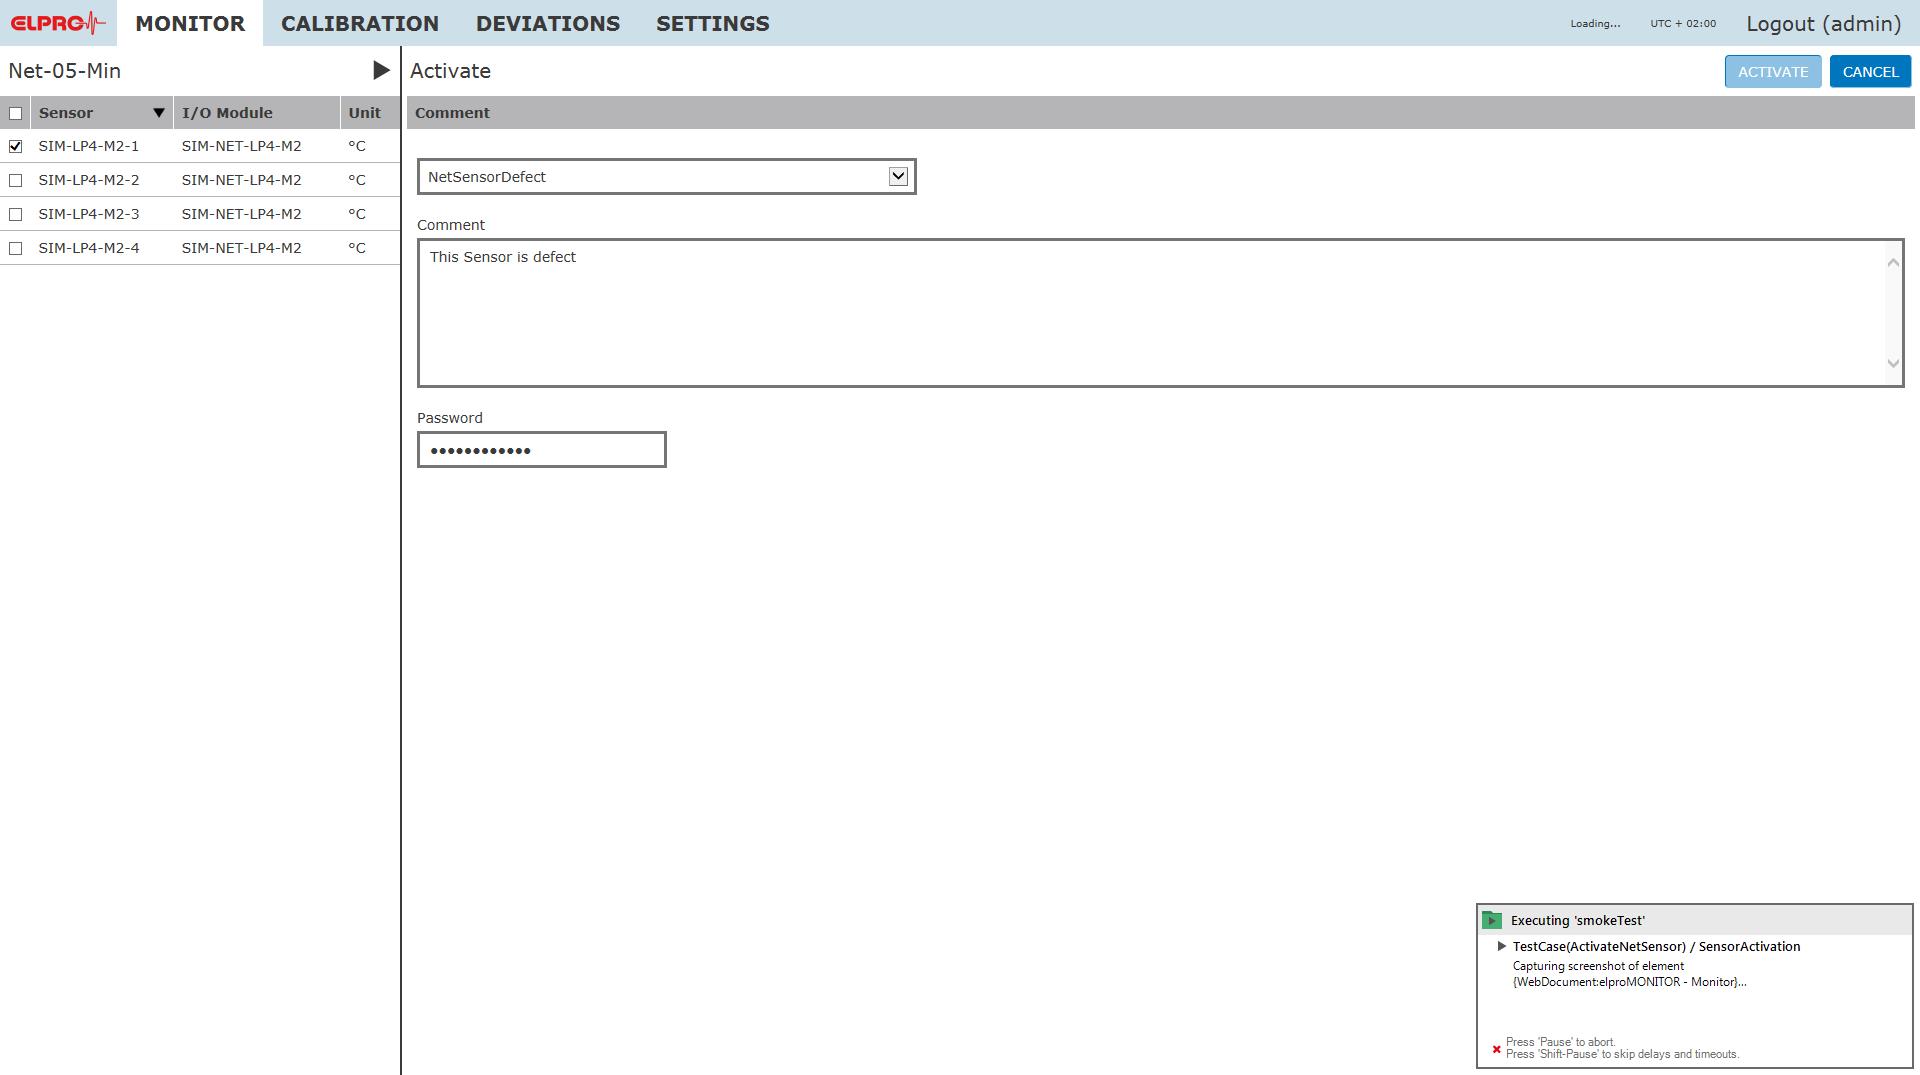 ELPRO MONITOR CALIBRATION DEVIATIONS SETTINGS Loading... UTC + 02:00 Logout (admin)
Net-05-Min
Sensor I/O Module Unit
SIM-LP4-M2-1 SIM-NET-LP4-M2 °C
SIM-LP4-M2-2 SIM-NET-LP4-M2 °C
SIM-LP4-M2-3 SIM-NET-LP4-M2 °C
SIM-LP4-M2-4 SIM-NET-LP4-M2 °C
Activate ACTIVATE CANCEL
Comment
NetSensorDefect
Comment
This Sensor is defect
Password
••••••••••••
Executing 'smokeTest'
TestCase(ActivateNetSensor) / SensorActivation
Capturing screenshot of element
{WebDocument:elproMONITOR - Monitor}...
Press 'Pause' to abort.
Press 'Shift-Pause' to skip delays and timeouts.